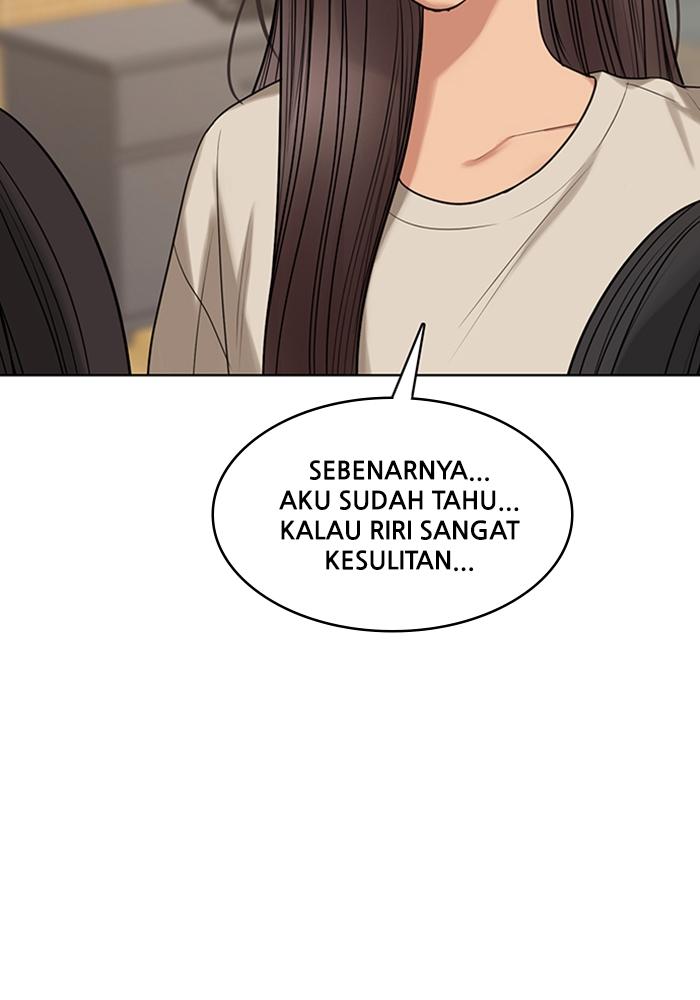 SEBENARNYA...
AKU SUDAH TAHU...
KALAU RIRI SANGAT
KESULITAN...